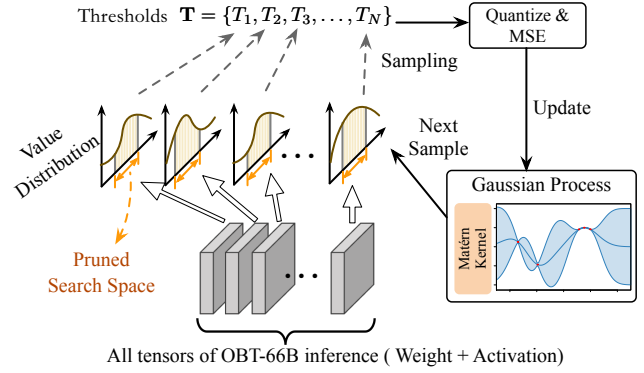 Thresholds T = {T₁, T₂, T₃, . . . , T_N}
Quantize &
MSE
Sampling
Update
Value
Distribution
Next
Sample
Gaussian Process
Matérn
Kernel
Pruned
Search Space
All tensors of OBT-66B inference ( Weight + Activation)